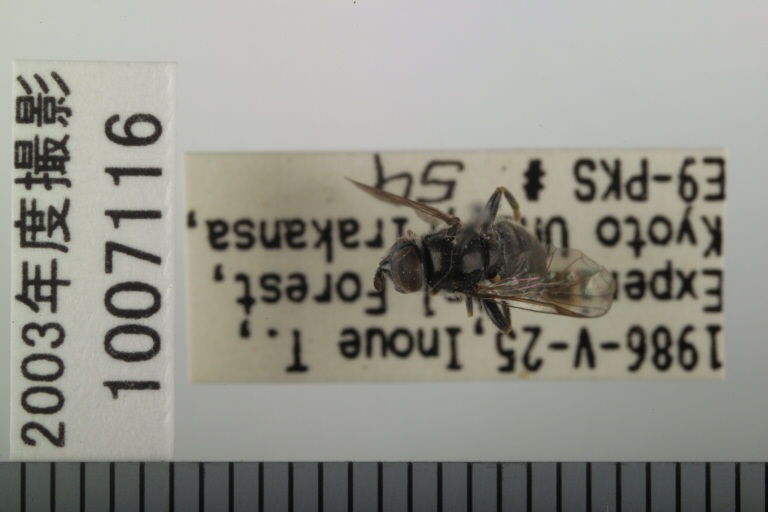 2003年度撮影
1007116
E9-PKS # 54
Kyoto
Forest,
1986-V-25, Inoue T.,